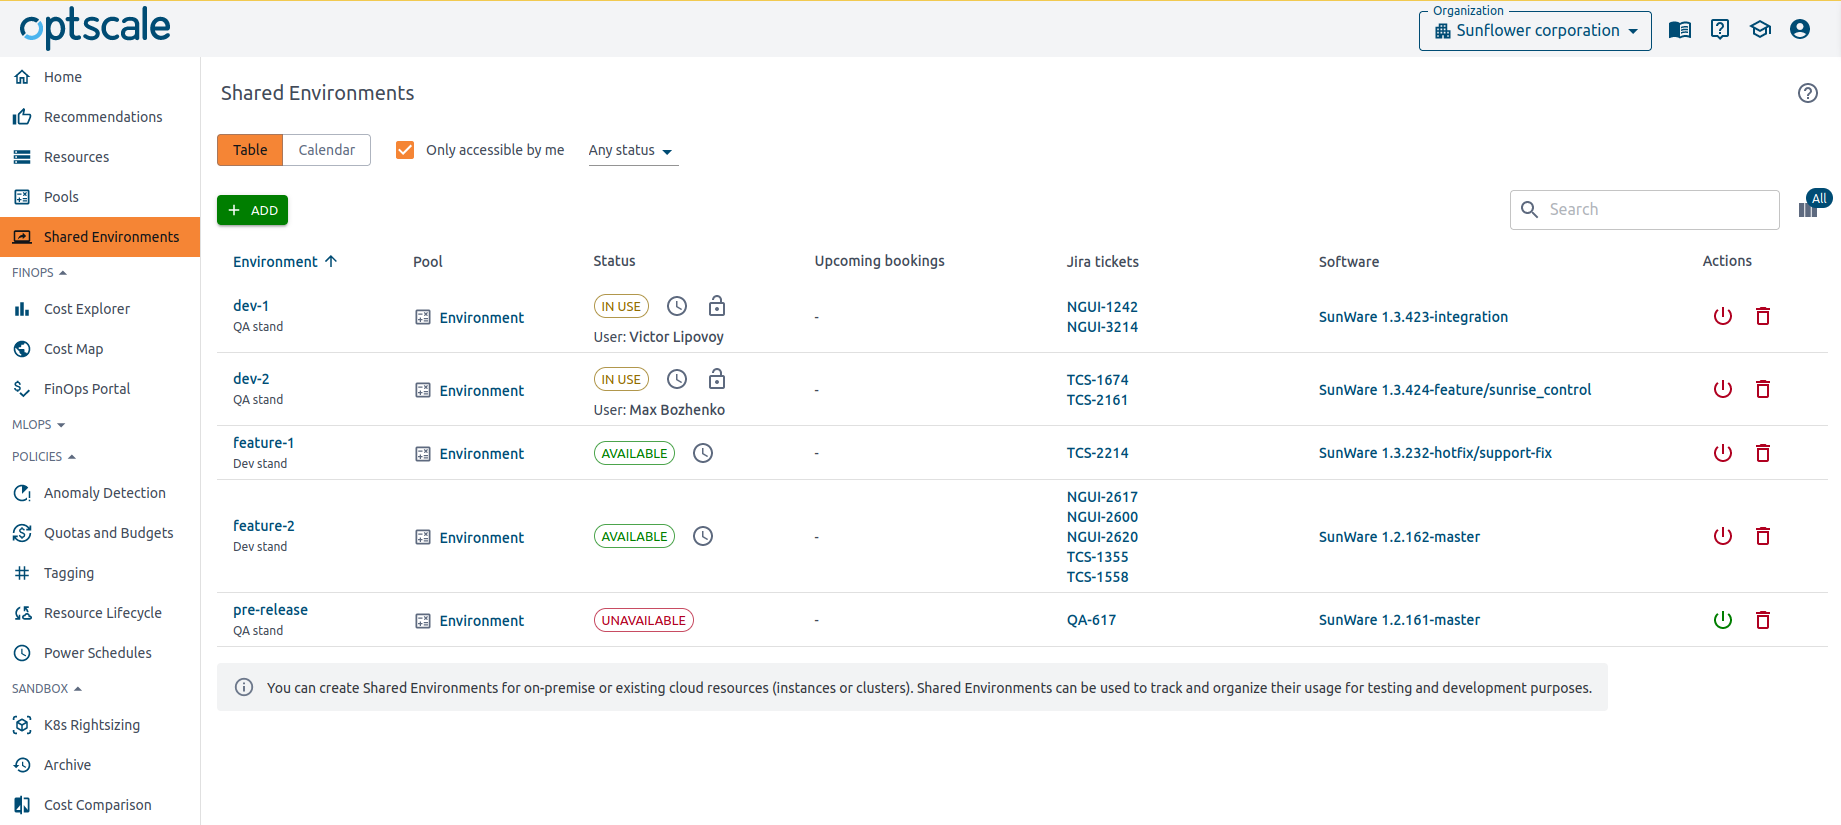 optscale
Organization
Sunflower corporation
Home
Recommendations
Resources
Pools
Shared Environments
FINOPS
Cost Explorer
Cost Map
FinOps Portal
MLOPS
POLICIES
Anomaly Detection
Quotas and Budgets
Tagging
Resource Lifecycle
Power Schedules
SANDBOX
K8s Rightsizing
Archive
Cost Comparison
Shared Environments
Table Calendar Only accessible by me Any status
+ ADD
Search
All
Environment Pool Status Upcoming bookings Jira tickets Software Actions
dev-1
QA stand
Environment
IN USE
User: Victor Lipovoy
-
NGUI-1242
NGUI-3214
SunWare 1.3.423-integration
dev-2
QA stand
Environment
IN USE
User: Max Bozhenko
-
TCS-1674
TCS-2161
SunWare 1.3.424-feature/sunrise_control
feature-1
Dev stand
Environment
AVAILABLE
-
TCS-2214
SunWare 1.3.232-hotfix/support-fix
feature-2
Dev stand
Environment
AVAILABLE
-
NGUI-2617
NGUI-2600
NGUI-2620
TCS-1355
TCS-1558
SunWare 1.2.162-master
pre-release
QA stand
Environment
UNAVAILABLE
-
QA-617
SunWare 1.2.161-master
You can create Shared Environments for on-premise or existing cloud resources (instances or clusters). Shared Environments can be used to track and organize their usage for testing and development purposes.